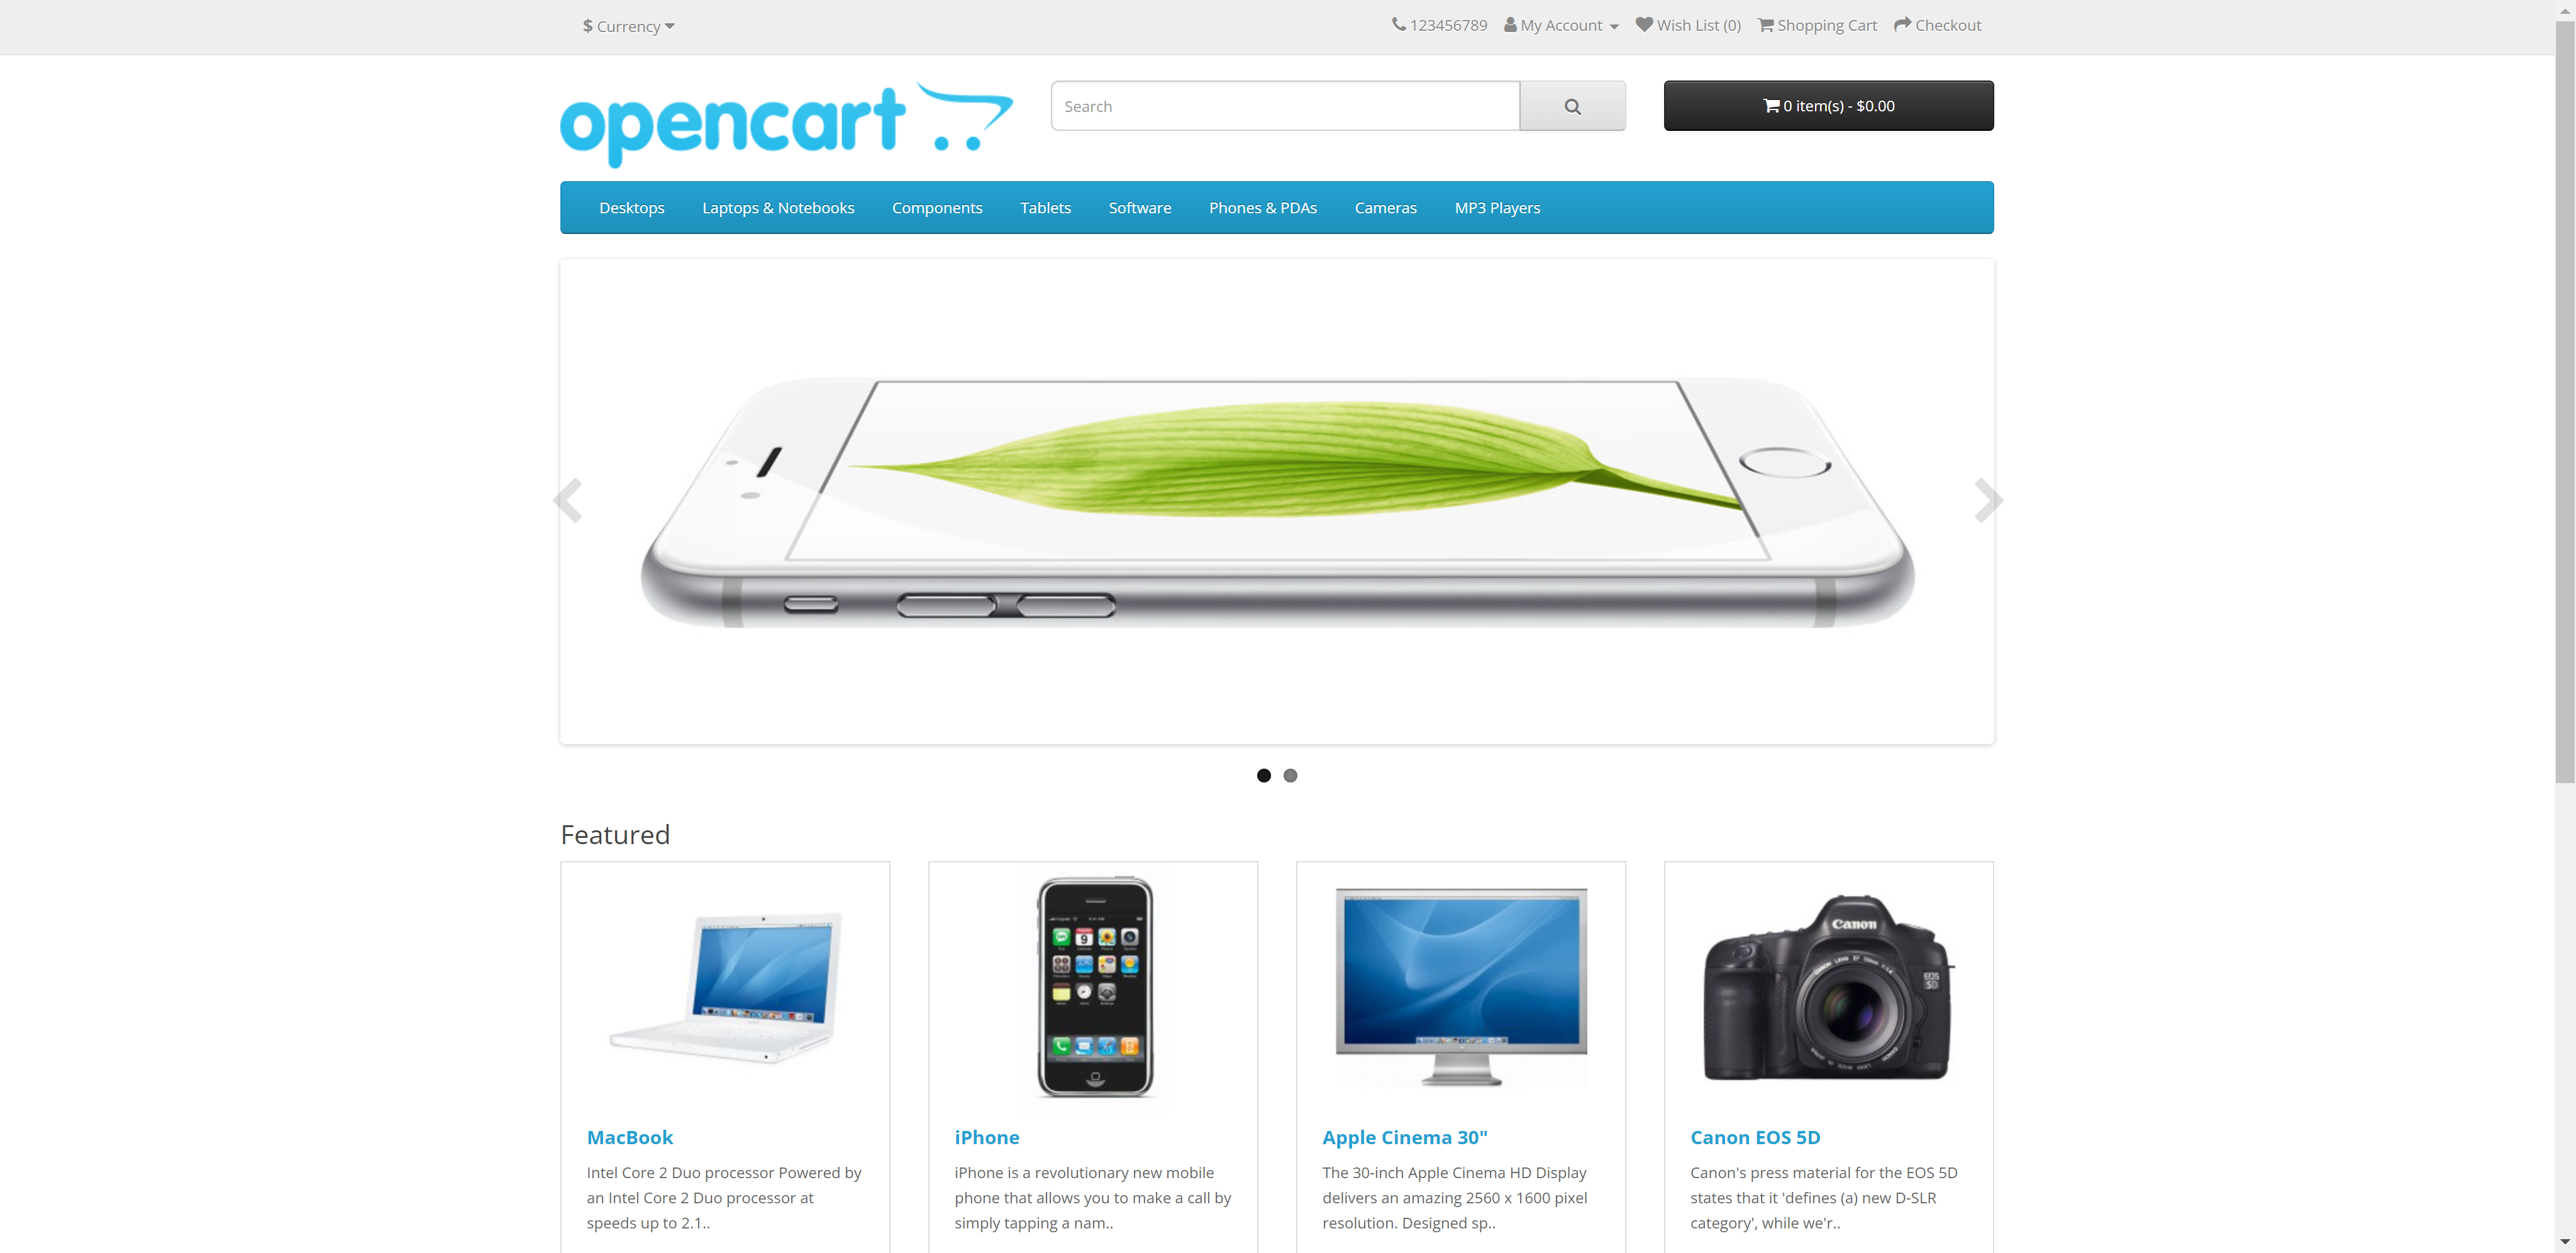 $ Currency
123456789 My Account Wish List (0) Shopping Cart Checkout
opencart
Search
0 item(s) - $0.00
Desktops Laptops & Notebooks Components Tablets Software Phones & PDAs Cameras MP3 Players
Featured
Canon
EOS
5D
MacBook
Intel Core 2 Duo processor Powered by
an Intel Core 2 Duo processor at
speeds up to 2.1..
iPhone
iPhone is a revolutionary new mobile
phone that allows you to make a call by
simply tapping a nam..
Apple Cinema 30"
The 30-inch Apple Cinema HD Display
delivers an amazing 2560 x 1600 pixel
resolution. Designed sp..
Canon EOS 5D
Canon's press material for the EOS 5D
states that it 'defines (a) new D-SLR
category', while we'r..